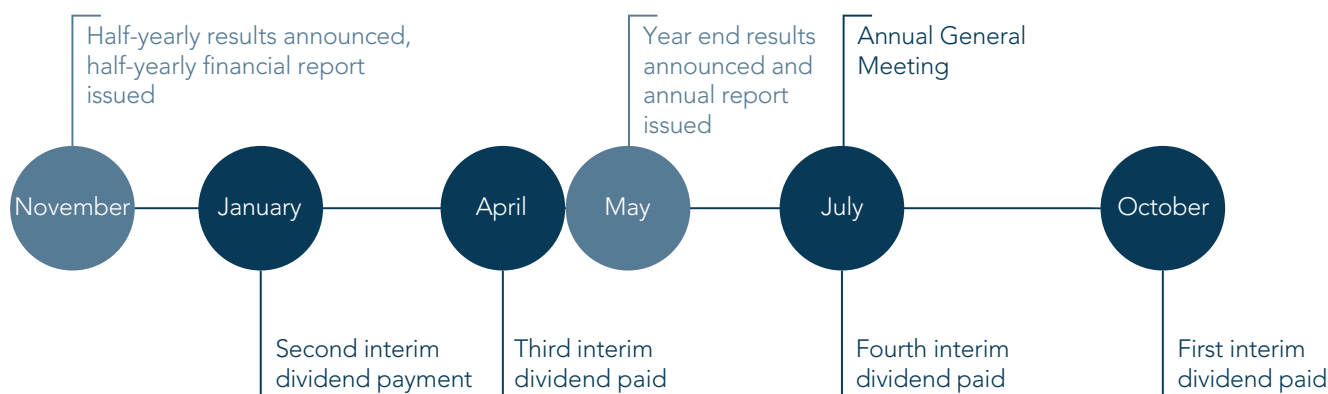 Half-yearly results announced,
half-yearly financial report
issued
Year end results
announced and
annual report
issued
Annual General
Meeting
November
January
April
May
July
October
Second interim
dividend payment
Third interim
dividend paid
Fourth interim
dividend paid
First interim
dividend paid